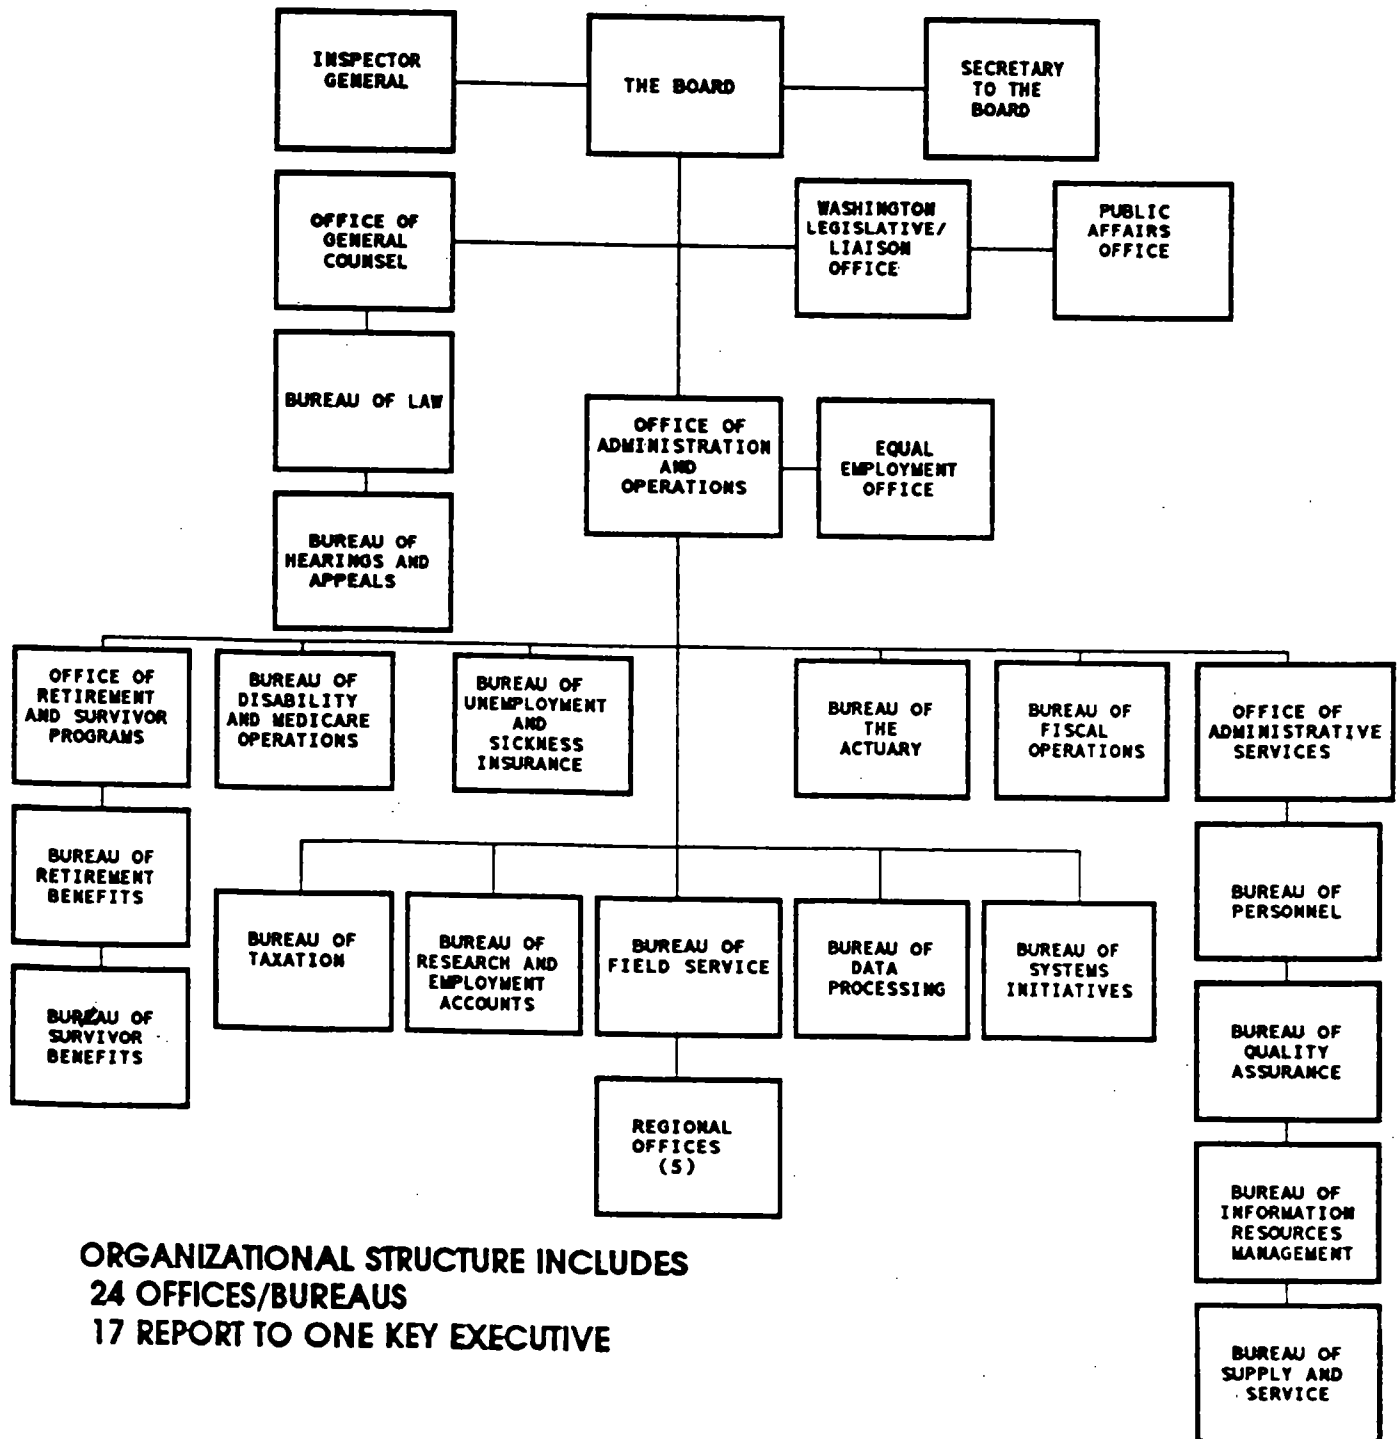 INSPECTOR
GENERAL
THE BOARD
SECRETARY
TO THE
BOARD
OFFICE OF
GENERAL
COUNSEL
WASHINGTON
LEGISLATIVE/
LIAISON
OFFICE
PUBLIC
AFFAIRS
OFFICE
BUREAU OF LAW
OFFICE OF
ADMINISTRATION
AND
OPERATIONS
EQUAL
EMPLOYMENT
OFFICE
BUREAU OF
HEARINGS AND
APPEALS
OFFICE OF
RETIREMENT
AND SURVIVOR
PROGRAMS
BUREAU OF
DISABILITY
AND MEDICARE
OPERATIONS
BUREAU OF
UNEMPLOYMENT
AND
SICKNESS
INSURANCE
BUREAU OF
THE
ACTUARY
BUREAU OF
FISCAL
OPERATIONS
OFFICE OF
ADMINISTRATIVE
SERVICES
BUREAU OF
RETIREMENT
BENEFITS
BUREAU OF
PERSONNEL
BUREAU OF
TAXATION
BUREAU OF
RESEARCH AND
EMPLOYMENT
ACCOUNTS
BUREAU OF
FIELD SERVICE
BUREAU OF
DATA
PROCESSING
BUREAU OF
SYSTEMS
INITIATIVES
BUREAU OF
SURVIVOR
BENEFITS
BUREAU OF
QUALITY
ASSURANCE
REGIONAL
OFFICES
(5)
BUREAU OF
INFORMATION
RESOURCES
MANAGEMENT
BUREAU OF
SUPPLY AND
SERVICE
ORGANIZATIONAL STRUCTURE INCLUDES
24 OFFICES/BUREAUS
17 REPORT TO ONE KEY EXECUTIVE